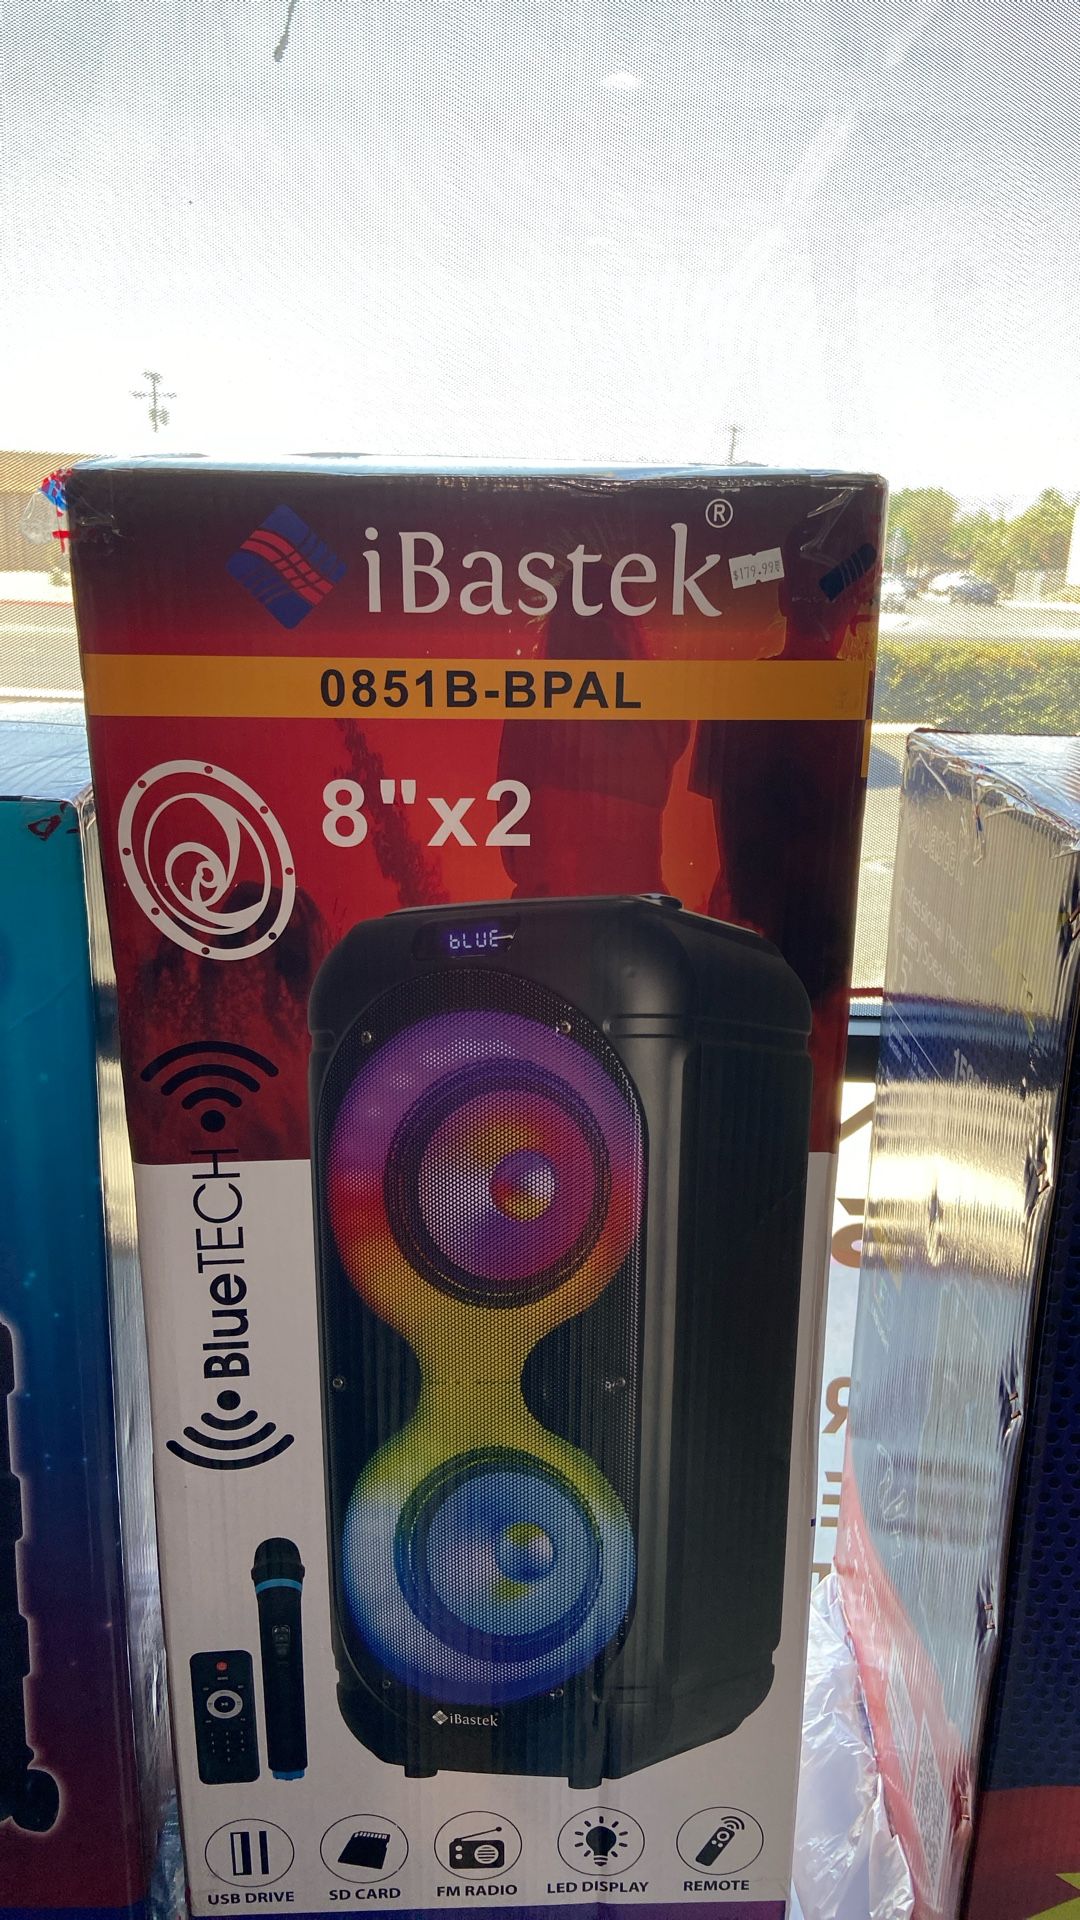 iBastek®
$179.99
0851B-BPAL
8"x2
BLUE
BlueTECH
iBastek
USB DRIVE
SD CARD
FM RADIO
LED DISPLAY
REMOTE